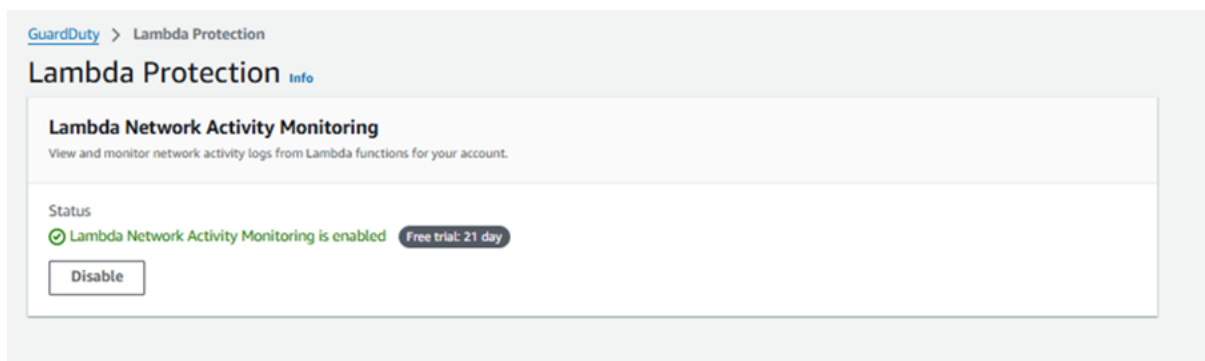 GuardDuty > Lambda Protection
Lambda Protection Info
Lambda Network Activity Monitoring
View and monitor network activity logs from Lambda functions for your account.
Status
Lambda Network Activity Monitoring is enabled Free trial: 21 day
Disable